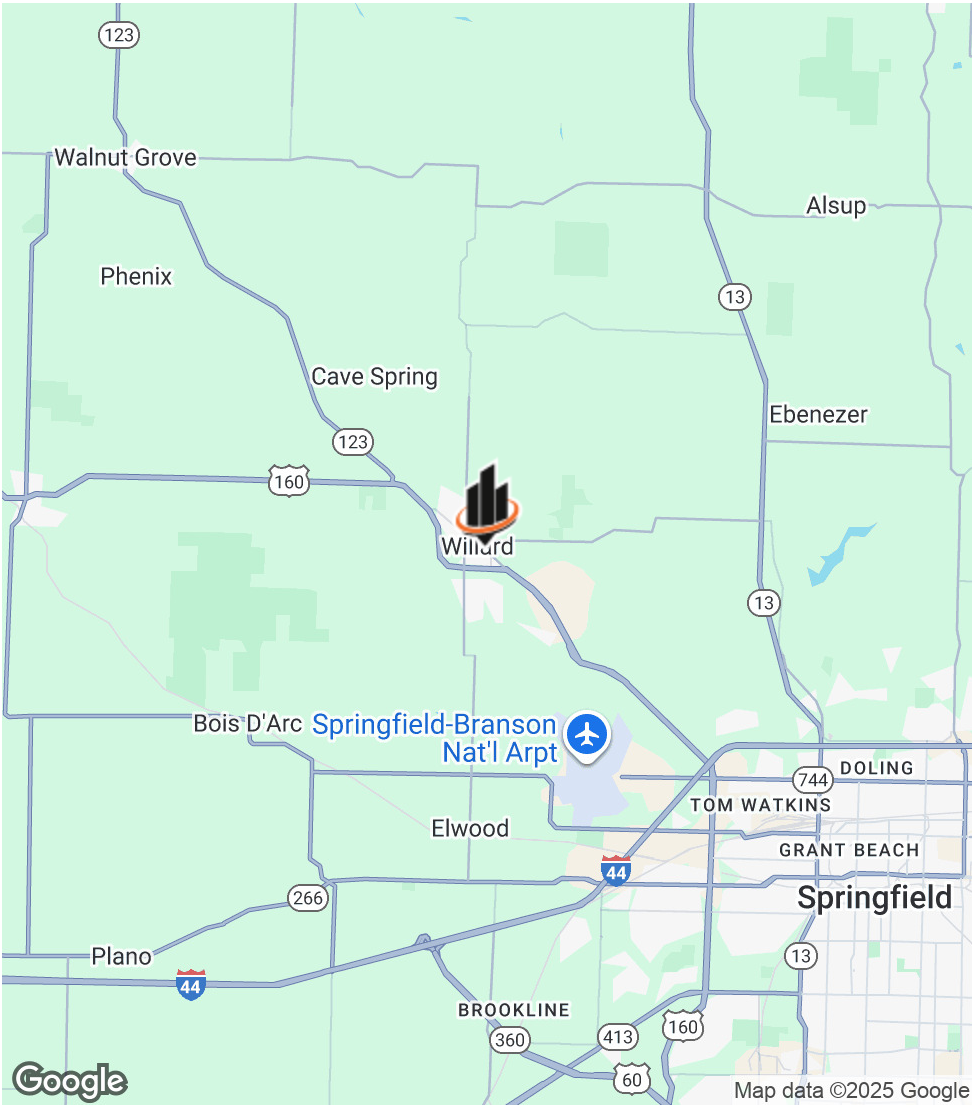 123
Walnut Grove
Alsup
Phenix
13
Cave Spring
Ebenezer
123
160
Willard
13
Bois D'Arc
Springfield-Branson
Nat'l Arpt
DOLING
744
TOM WATKINS
Elwood
GRANT BEACH
44
266
Springfield
Plano
13
44
BROOKLINE
360
413
160
60
Google
Map data ©2025 Google